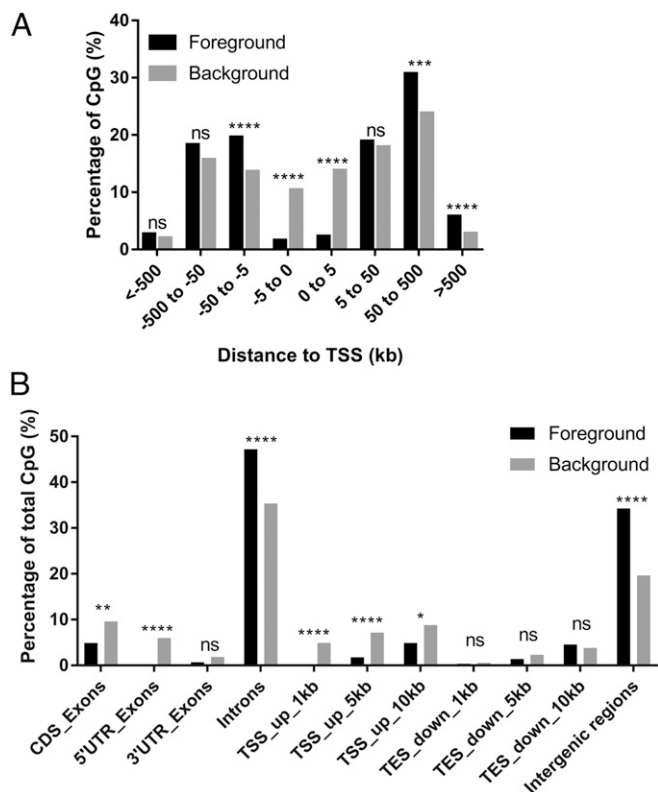 A
Percentage of CpG (%)
40
30
20
10
0
Foreground
Background
ns
ns
****
****
****
ns
***
****
<-500
-500 to -50
-50 to -5
-5 to 0
0 to 5
5 to 50
50 to 500
>500
Distance to TSS (kb)
B
Percentage of total CpG (%)
50
40
30
20
10
0
Foreground
Background
**
****
ns
****
****
****
*
ns
ns
ns
****
CDS_Exons
5'UTR_Exons
3'UTR_Exons
Introns
TSS_up_1kb
TSS_up_5kb
TSS_up_10kb
TES_down_1kb
TES_down_5kb
TES_down_10kb
Intergenic regions